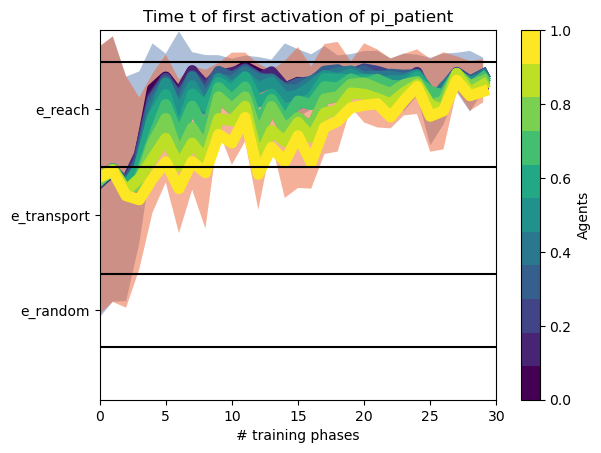 Time t of first activation of pi_patient
e_reach
e_transport
e_random
0
5
10
15
20
25
30
# training phases
1.0
0.8
0.6
0.4
0.2
0.0
Agents